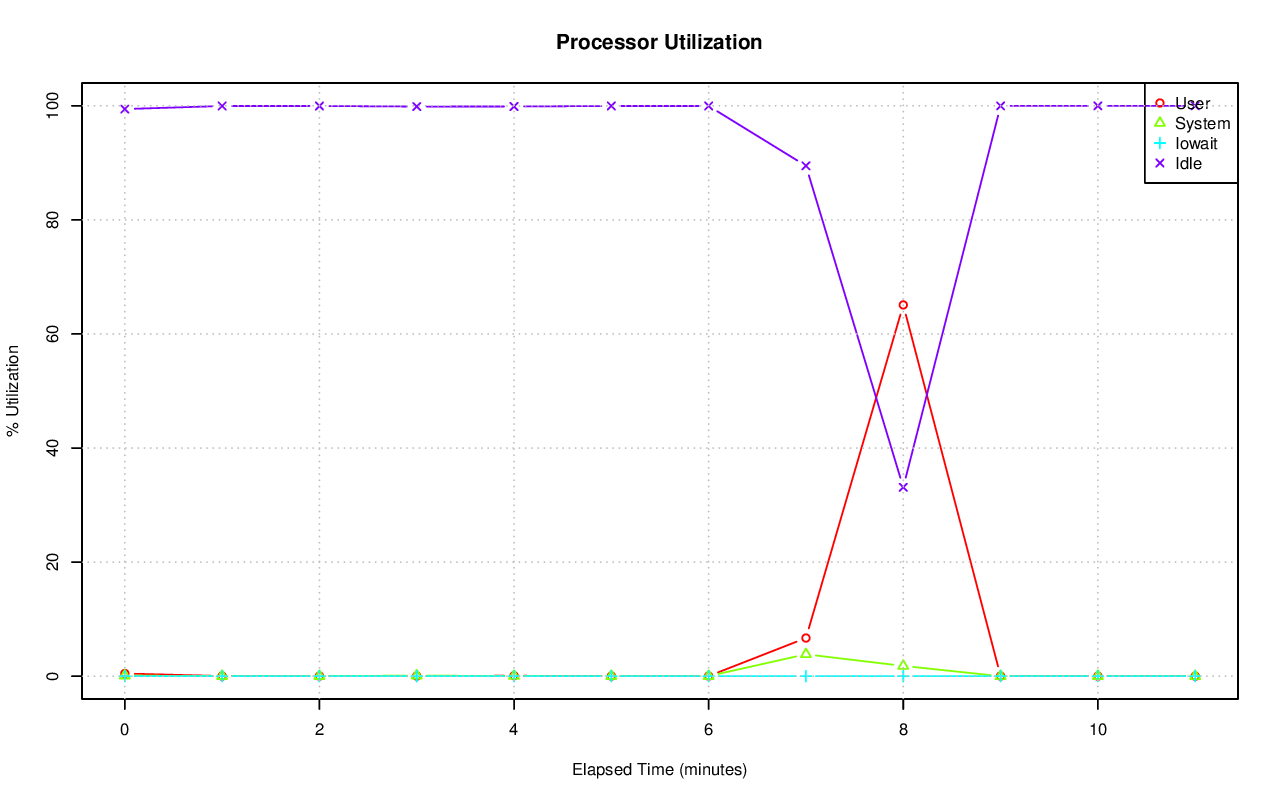 Processor Utilization
100
80
60
40
20
0
% Utilization
User
System
Iowait
Idle
0 2 4 6 8 10
Elapsed Time (minutes)